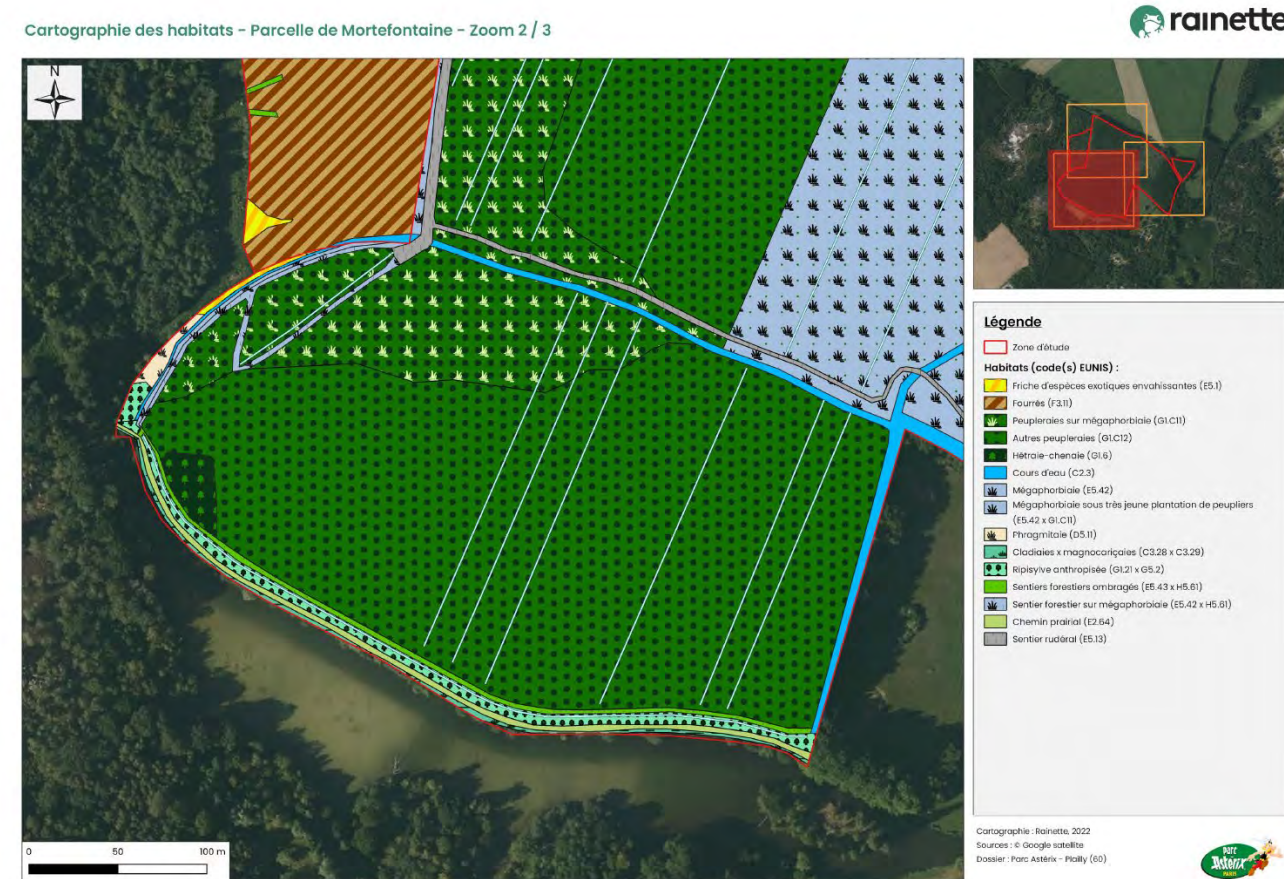 Cartographie des habitats - Parcelle de Mortefontaine - Zoom 2 / 3
rainette
N
Légende
Zone d'étude
Habitats (code(s) EUNIS) :
Friche d'espèces exotiques envahissantes (E5.1)
Fourrés (F3.11)
Peupleraies sur mégaphorbiaie (G1.C11)
Autres peupleraies (G1.C12)
Hêtraie-chenaie (G1.6)
Cours d'eau (C2.3)
Mégaphorbiaie (E5.42)
Mégaphorbiaie sous très jeune plantation de peupliers
(E5.42 x G1.C11)
Phragmitaie (D5.11)
Cladiaies x magnocariçaies (C3.28 x C3.29)
Ripisylve anthropisée (G1.21 x G5.2)
Sentiers forestiers ombragés (E5.43 x H5.61)
Sentier forestier sur mégaphorbiaie (E5.42 x H5.61)
Chemin prairial (E2.64)
Sentier rudéral (E5.13)
0 50 100 m
Cartographie : Rainette, 2022
Sources : © Google satellite
Dossier : Parc Astérix - Plailly (60)
Parc
Astérix
PARIS